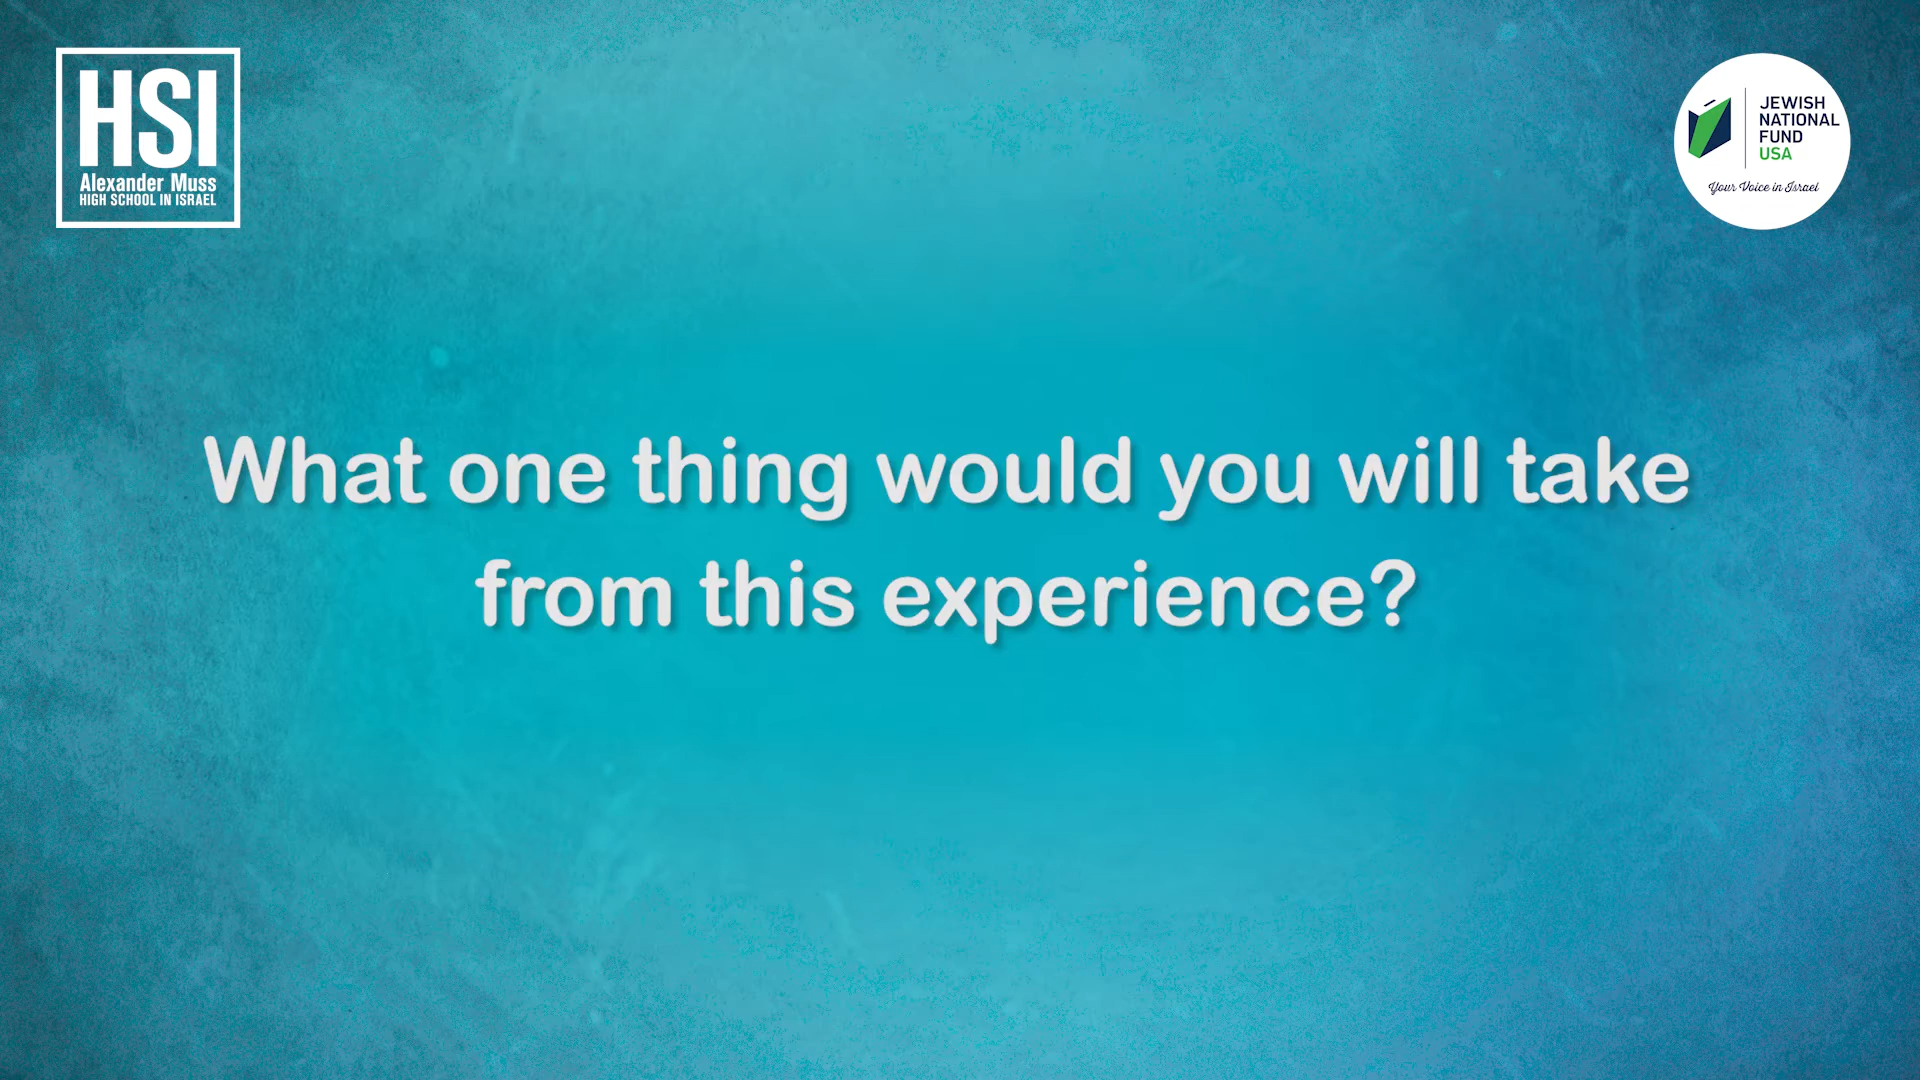 HSI
Alexander Muss
HIGH SCHOOL IN ISRAEL
JEWISH
NATIONAL
FUND
USA
Your Voice in Israel
What one thing would you will take
from this experience?